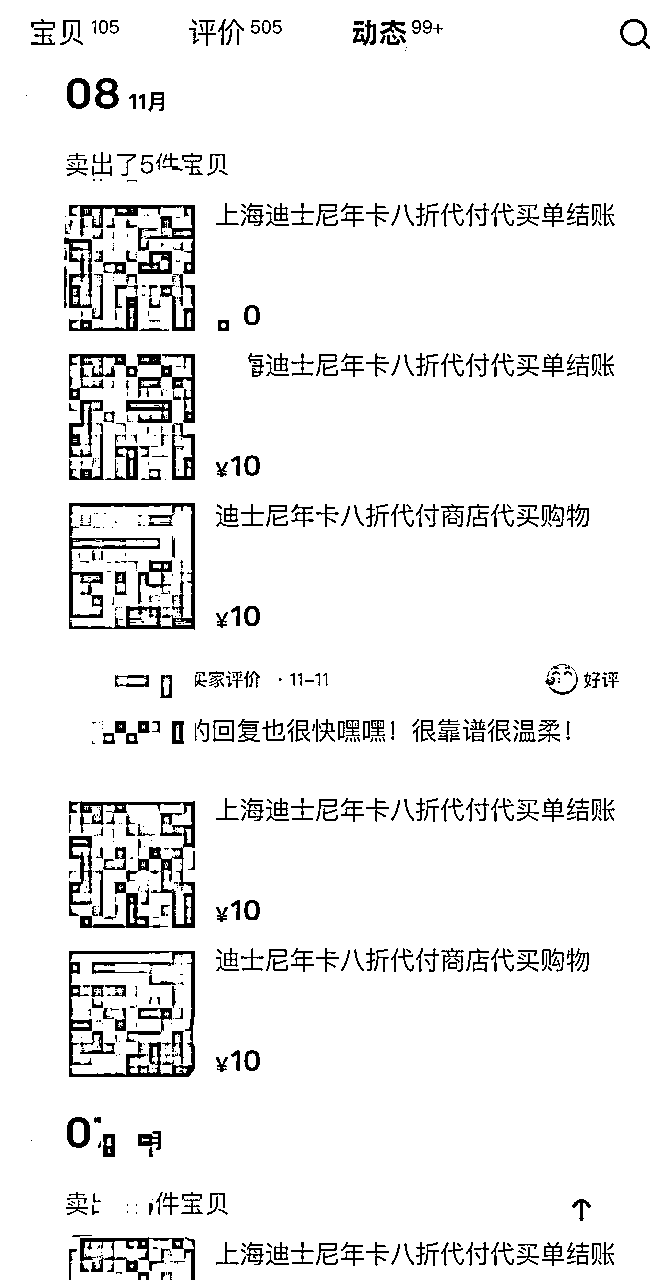 宝贝 105 评价 505 动态 99+
08 11月
卖出了5件宝贝
上海迪士尼年卡八折代付代买单结账
0
迪士尼年卡八折代付代买单结账
¥10
迪士尼年卡八折代付商店代买购物
¥10
买家评价 · 11-11 好评
的回复也很快嘿嘿！很靠谱很温柔！
上海迪士尼年卡八折代付代买单结账
¥10
迪士尼年卡八折代付商店代买购物
¥10
0 月
卖 件宝贝
上海迪士尼年卡八折代付代买单结账